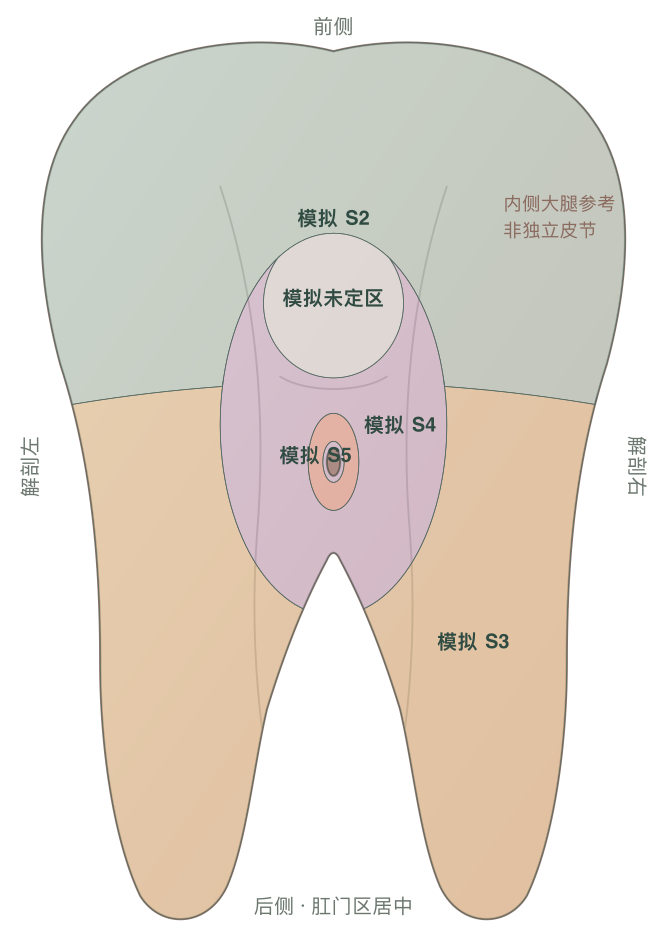 前侧
内侧大腿参考
非独立皮节
模拟 S2
模拟未定区
模拟 S4
模拟 S5
解剖左
解剖右
模拟 S3
后侧 · 肛门区居中